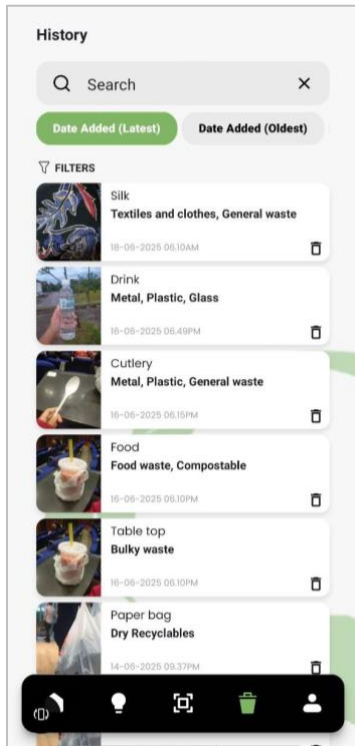 History
Search
Date Added (Latest)
Date Added (Oldest)
FILTERS
Silk
Textiles and clothes, General waste
18-06-2025 06.10AM
Drink
Metal, Plastic, Glass
16-06-2025 06.49PM
Cutlery
Metal, Plastic, General waste
16-06-2025 06.15PM
Food
Food waste, Compostable
16-06-2025 06.10PM
Table top
Bulky waste
16-06-2025 06.10PM
Paper bag
Dry Recyclables
14-06-2025 09.37PM